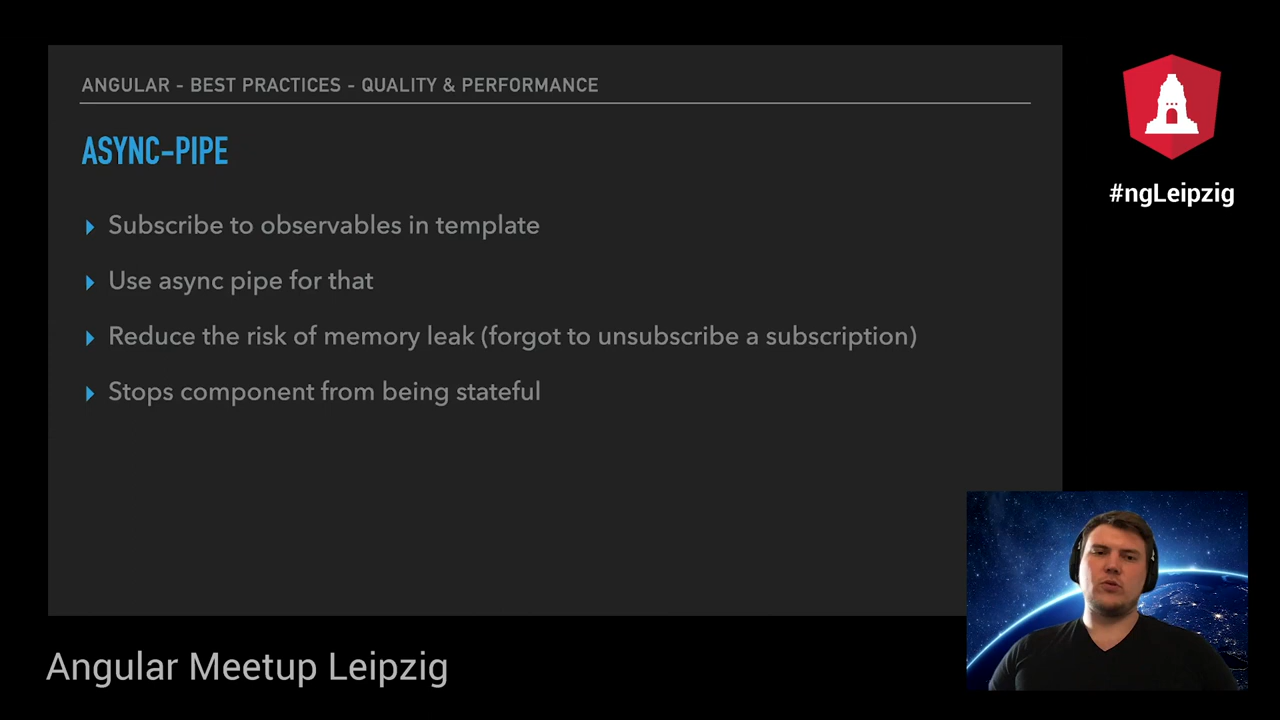 ANGULAR - BEST PRACTICES - QUALITY & PERFORMANCE
ASYNC-PIPE
Subscribe to observables in template
Use async pipe for that
Reduce the risk of memory leak (forgot to unsubscribe a subscription)
Stops component from being stateful
#ngLeipzig
Angular Meetup Leipzig